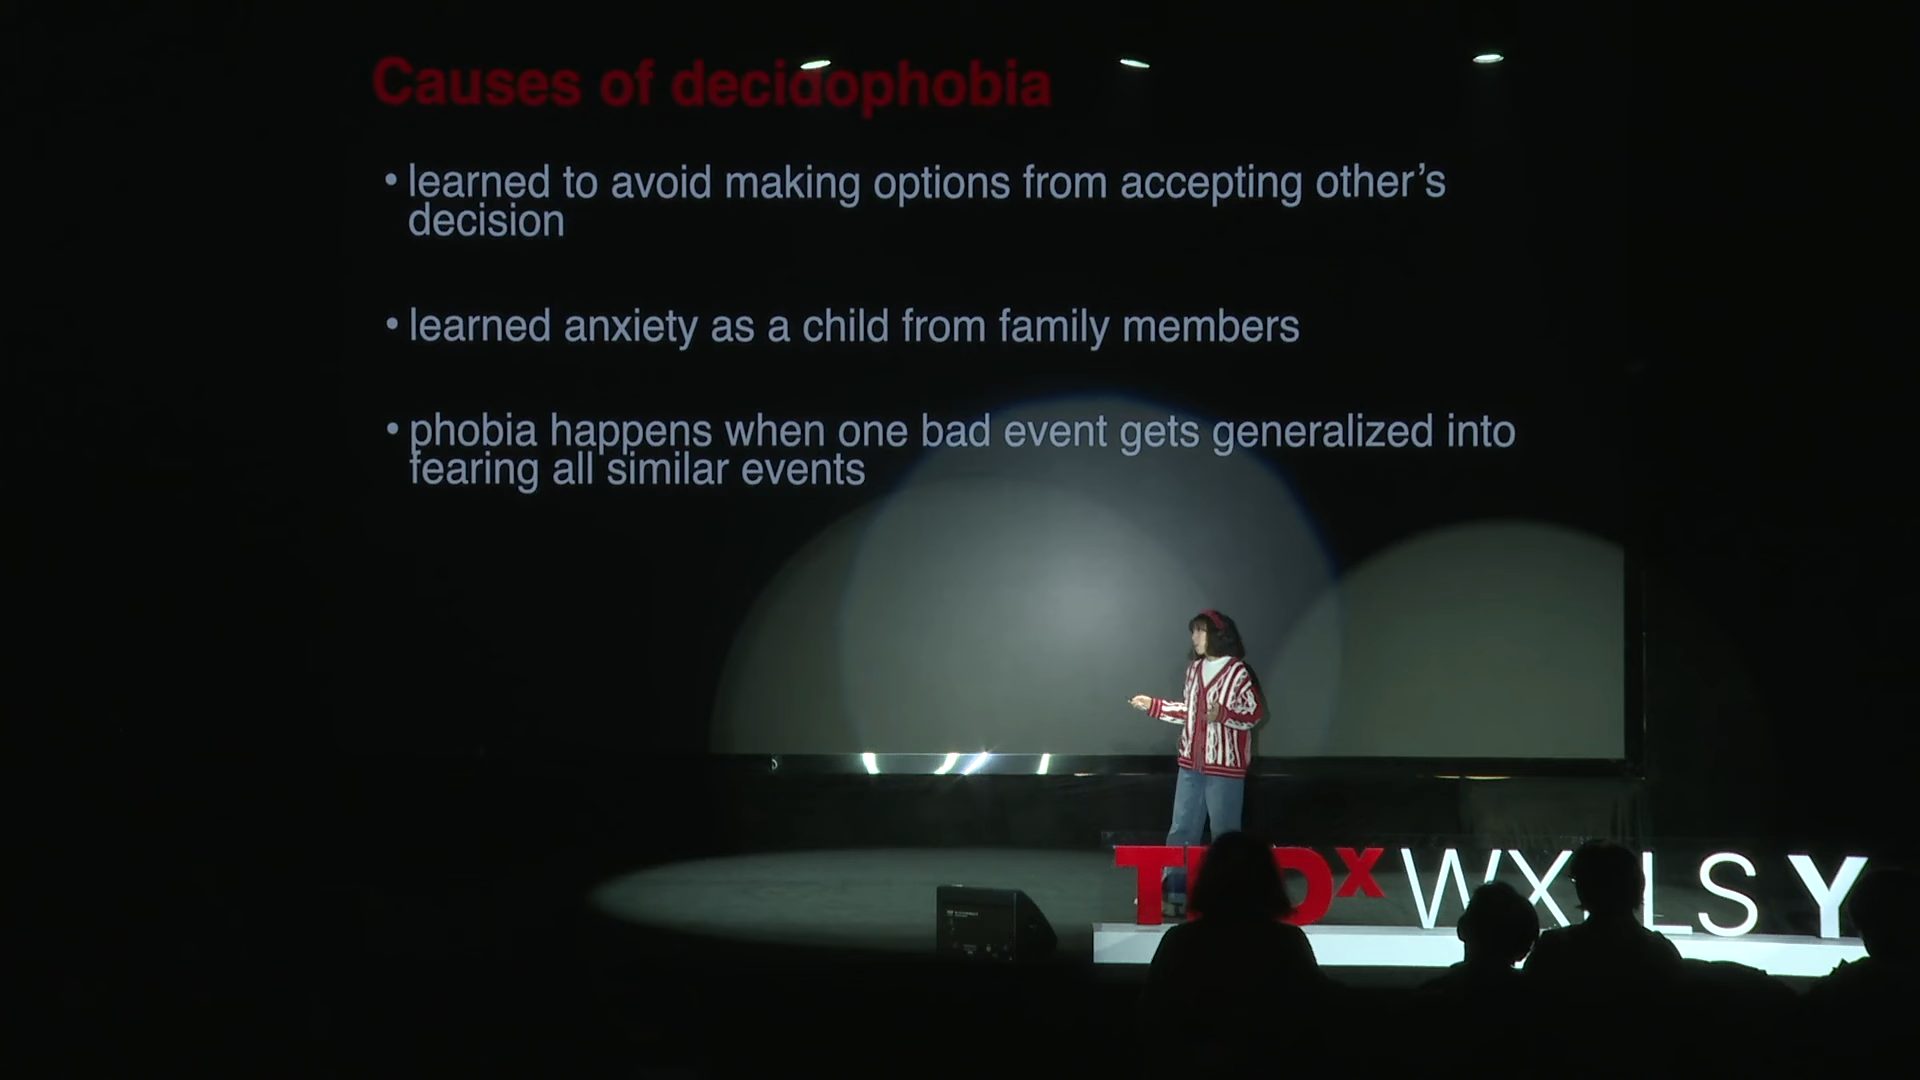 Causes of decidophobia
• learned to avoid making options from accepting other's
decision
• learned anxiety as a child from family members
• phobia happens when one bad event gets generalized into
fearing all similar events
TEDx WX LS Y